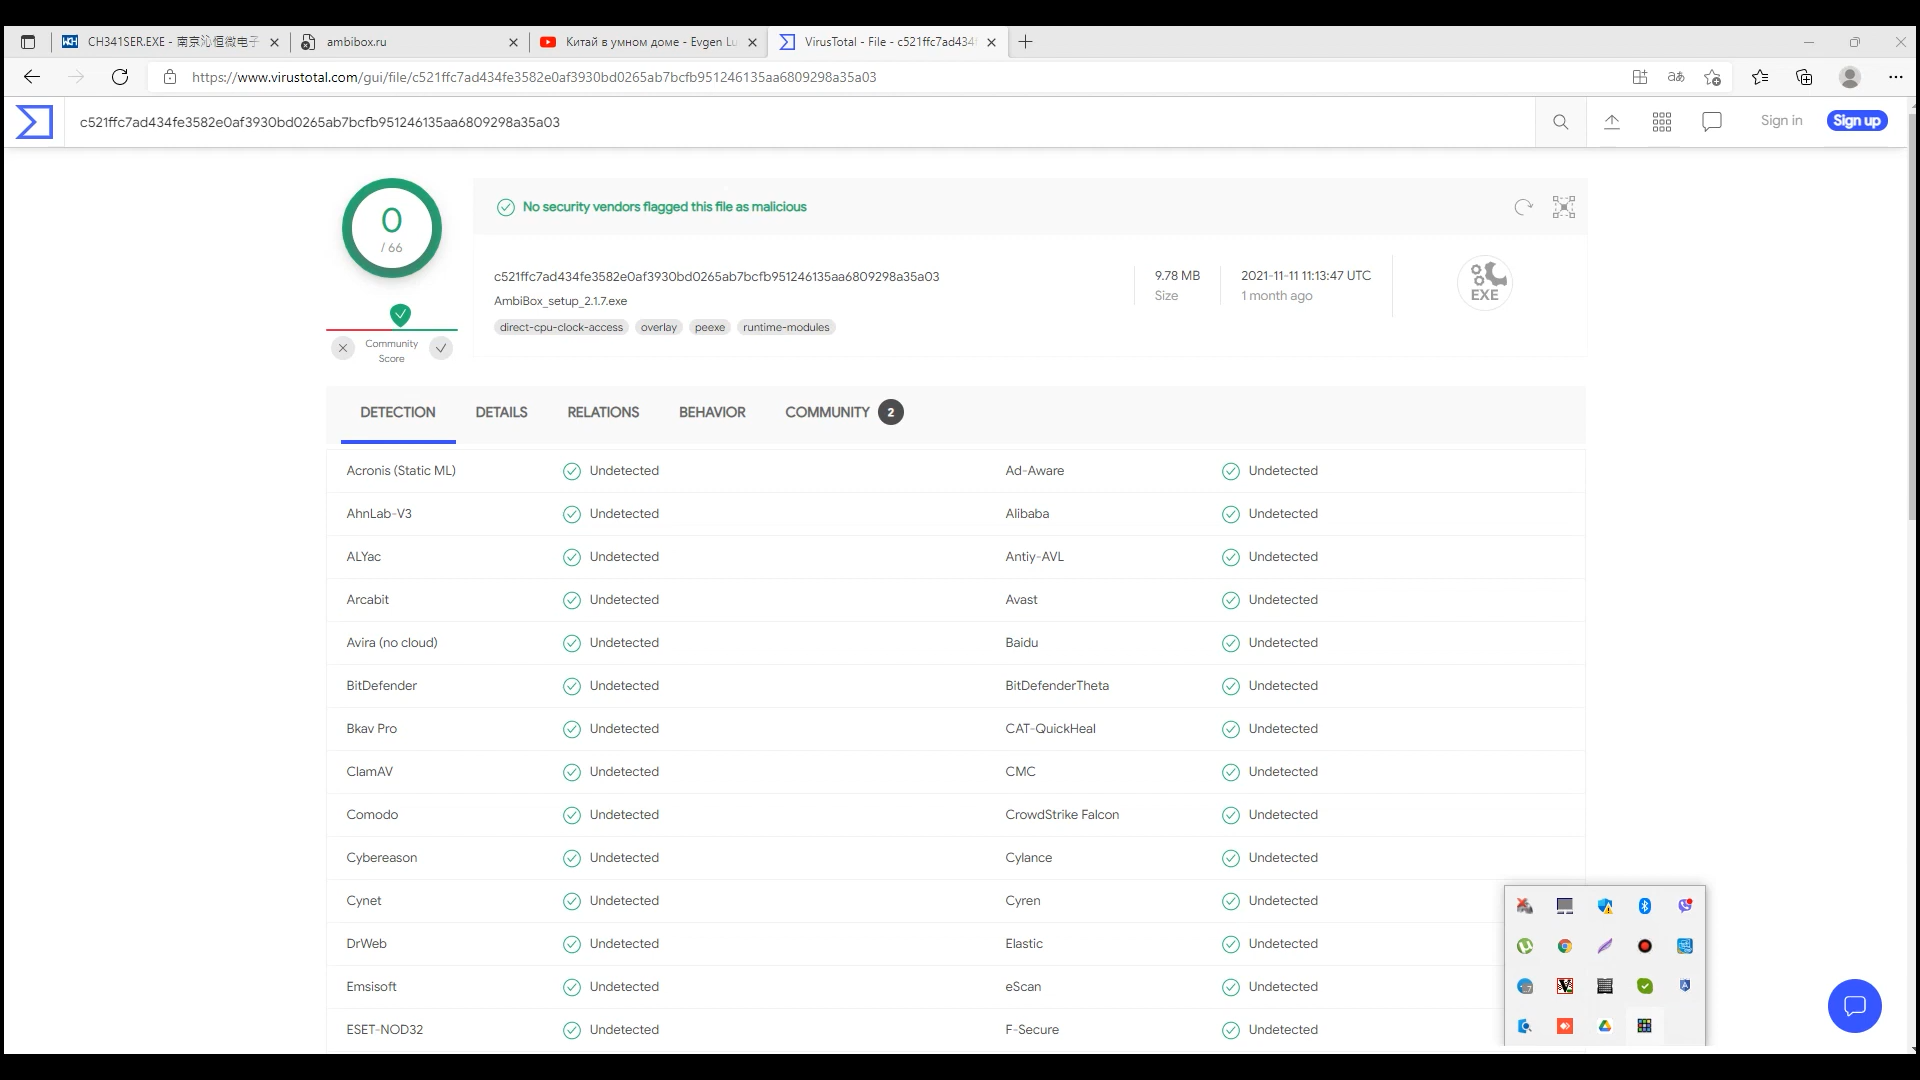 CH341SER.EXE - 南京沁恒微电子
ambibox.ru
Китай в умном доме - Evgen Lu
VirusTotal - File - c521ffc7ad434
https://www.virustotal.com/gui/file/c521ffc7ad434fe3582e0af3930bd0265ab7bcfb951246135aa6809298a35a03
c521ffc7ad434fe3582e0af3930bd0265ab7bcfb951246135aa6809298a35a03
Sign in
Sign up
0
/ 66
Community
Score
No security vendors flagged this file as malicious
c521ffc7ad434fe3582e0af3930bd0265ab7bcfb951246135aa6809298a35a03
AmbiBox_setup_2.1.7.exe
direct-cpu-clock-access overlay peexe runtime-modules
9.78 MB
Size
2021-11-11 11:13:47 UTC
1 month ago
EXE
DETECTION DETAILS RELATIONS BEHAVIOR COMMUNITY 2
Acronis (Static ML) Undetected Ad-Aware Undetected
AhnLab-V3 Undetected Alibaba Undetected
ALYac Undetected Antiy-AVL Undetected
Arcabit Undetected Avast Undetected
Avira (no cloud) Undetected Baidu Undetected
BitDefender Undetected BitDefenderTheta Undetected
Bkav Pro Undetected CAT-QuickHeal Undetected
ClamAV Undetected CMC Undetected
Comodo Undetected CrowdStrike Falcon Undetected
Cybereason Undetected Cylance Undetected
Cynet Undetected Cyren Undetected
DrWeb Undetected Elastic Undetected
Emsisoft Undetected eScan Undetected
ESET-NOD32 Undetected F-Secure Undetected